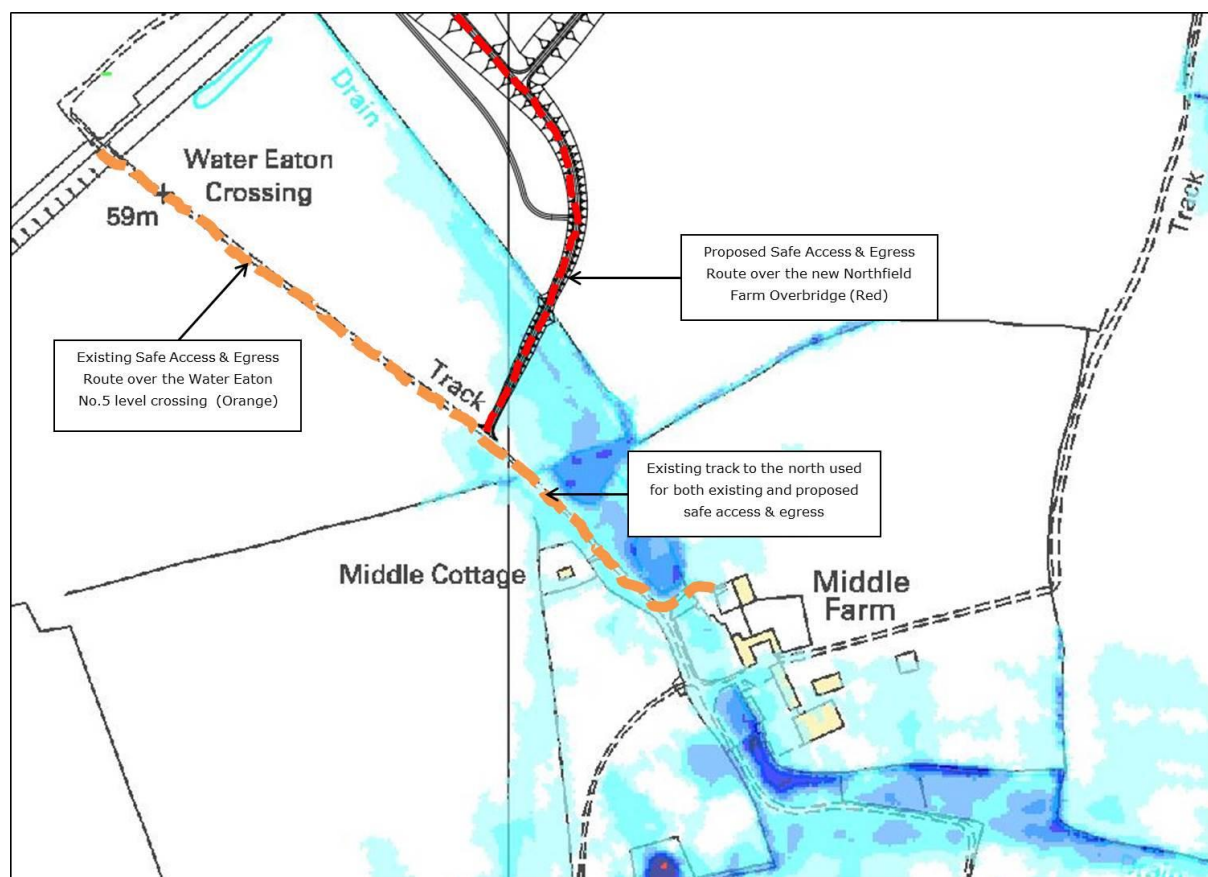 Drain
Water Eaton
Crossing
59m
Track
Proposed Safe Access & Egress
Route over the new Northfield
Farm Overbridge (Red)
Existing Safe Access & Egress
Route over the Water Eaton
No.5 level crossing (Orange)
Track
Existing track to the north used
for both existing and proposed
safe access & egress
Middle Cottage
Middle
Farm